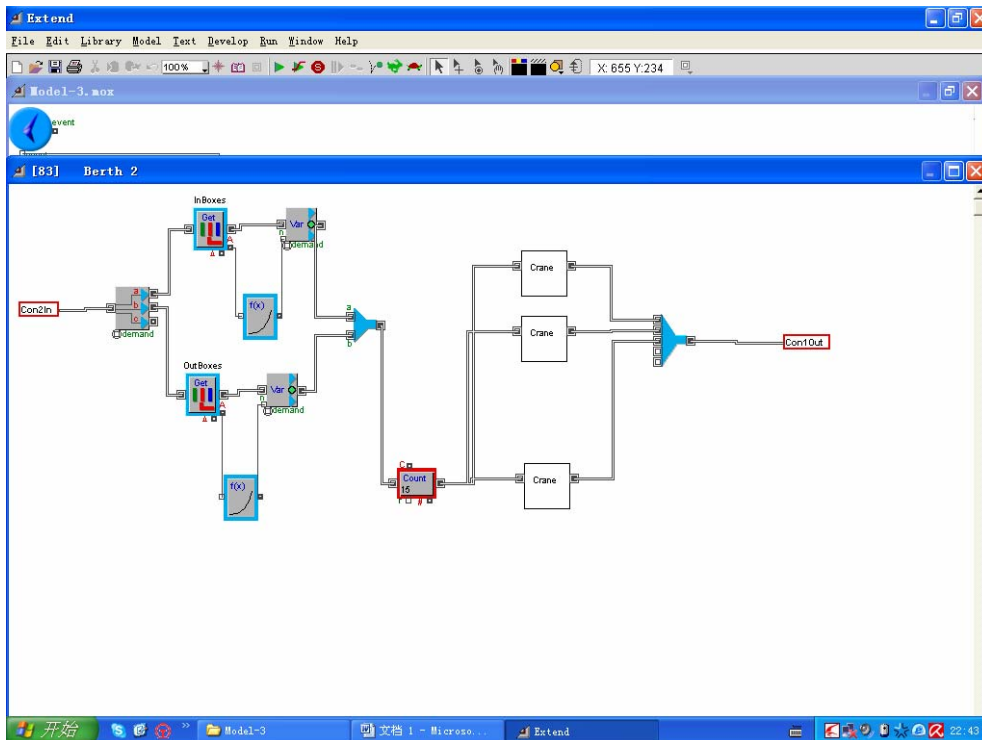 Extend
File Edit Library Model Text Develop Run Window Help
100% X: 655 Y:234
Model-3.mox
event
[83] Berth 2
InBoxes
Get
A
Δ
Var
n
demand
f(x)
Con2In
a
b
c
demand
OutBoxes
Get
A
Δ
Var
n
demand
f(x)
a
b
C
Count
15
r #
Crane
Crane
Crane
Con1Out
开始 Model-3 文档 1 - Microso... Extend 22:43